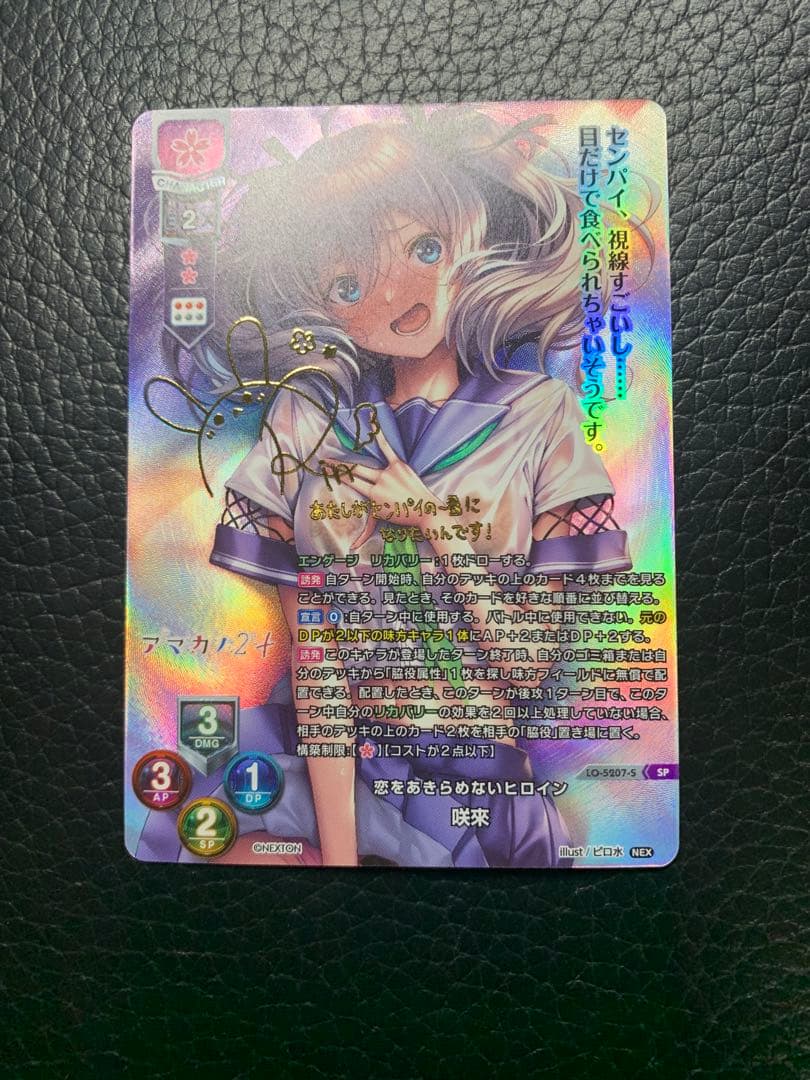 センパイ、視線すごいし……
目だけで食べられちゃいそうです。
CHARACTER
2
あたしがセンパイの一番に
なりたいんです!
エンゲージ リカバリー:1枚ドローする。
誘発 自ターン開始時、自分のデッキの上のカード4枚までを見る
ことができる。見たとき、そのカードを好きな順番に並び替える。
宣言 0:自ターン中に使用する。バトル中に使用できない。元の
DPが2以下の味方キャラ1体にAP+2またはDP+2する。
誘発 このキャラが登場したターン終了時、自分のゴミ箱または自
分のデッキから「脇役属性」1枚を探し味方フィールドに無償で配
置できる。配置したとき、このターンが後攻1ターン目で、このター
ン中自分のリカバリーの効果を2回以上処理していない場合、
相手のデッキの上のカード2枚を相手の「脇役」置き場に置く。
構築制限:【】【コストが2点以下】
アマカノ2+
3
DMG
3
AP
1
DP
2
SP
LO-5207-S SP
恋をあきらめないヒロイン
咲來
©NEXTON
illust / ピロ水 NEX